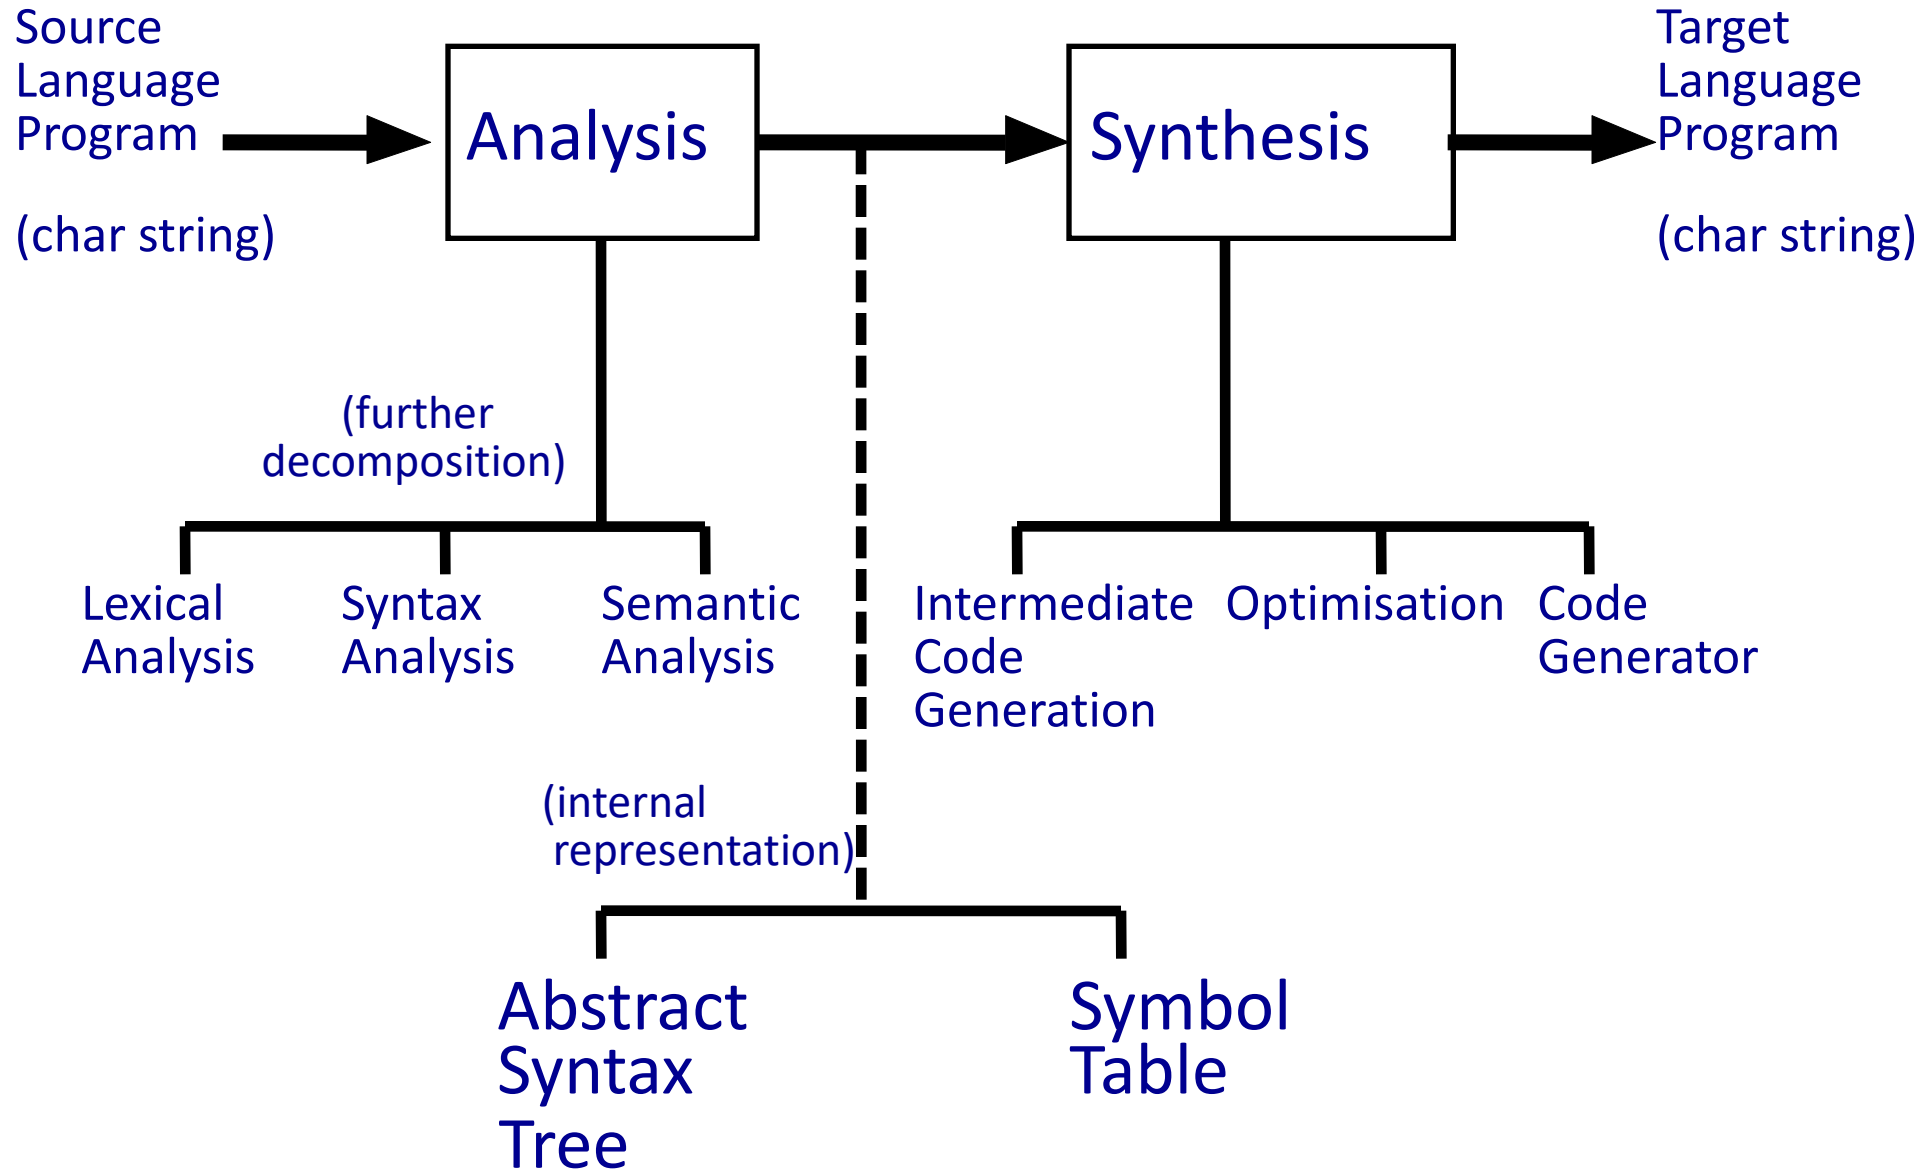 Source
Language
Program
(char string)
Analysis
Synthesis
Target
Language
Program
(char string)
(further
decomposition)
Lexical
Analysis
Syntax
Analysis
Semantic
Analysis
Intermediate
Code
Generation
Optimisation
Code
Generator
(internal
representation)
Abstract
Syntax
Tree
Symbol
Table